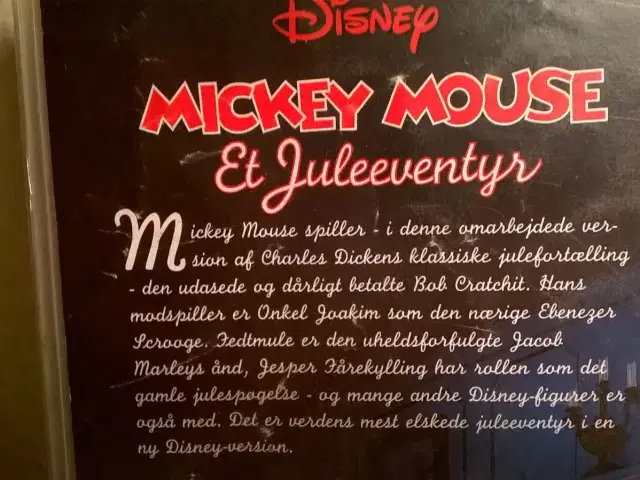 Disney
MICKEY MOUSE
Et Juleeventyr
Mickey Mouse spiller - i denne omarbejdede ver-
sion af Charles Dickens klassiske julefortælling
- den udasede og dårligt betalte Bob Cratchit. Hans
modspiller er Onkel Joakim som den nærige Ebenezer
Scrooge. Fedtmule er den uheldsforfulgte Jacob
Marleys ånd, Jesper Fårekylling har rollen som det
gamle julespøgelse - og mange andre Disney-figurer er
også med. Det er verdens mest elskede juleeventyr i en
ny Disney-version.